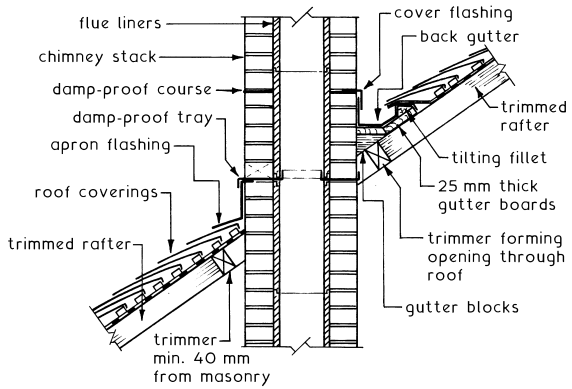 flue liners
chimney stack
damp-proof course
damp-proof tray
apron flashing
roof coverings
trimmed rafter
trimmer
min. 40 mm
from masonry
cover flashing
back gutter
trimmed
rafter
tilting fillet
25 mm thick
gutter boards
trimmer forming
opening through
roof
gutter blocks